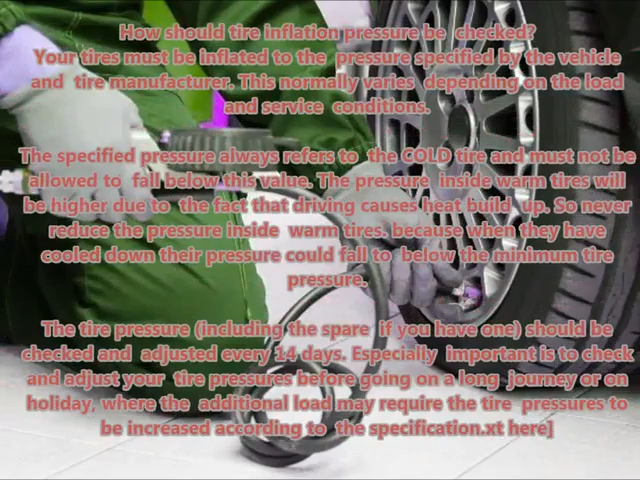 How should tire inflation pressure be checked?
Your tires must be inflated to the pressure specified by the vehicle
and tire manufacturer. This normally varies depending on the load
and service conditions.
The specified pressure always refers to the COLD tire and must not be
allowed to fall below this value. The pressure inside warm tires will
be higher due to the fact that driving causes heat build up. So never
reduce the pressure inside warm tires. because when they have
cooled down their pressure could fall to below the minimum tire
pressure.
The tire pressure (including the spare if you have one) should be
checked and adjusted every 14 days. Especially important is to check
and adjust your tire pressures before going on a long journey or on
holiday, where the additional load may require the tire pressures to
be increased according to the specification.xt here]